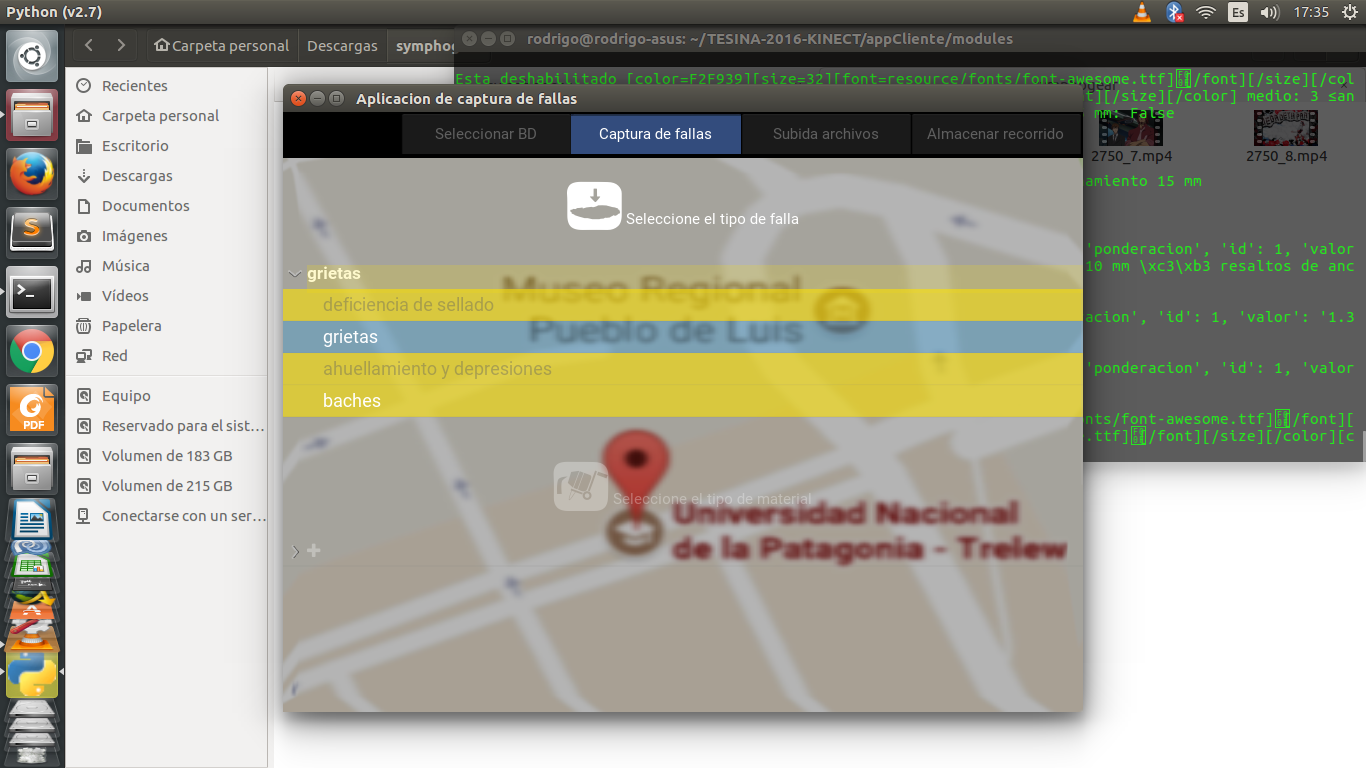 Python (v2.7)
Es
17:35
Carpeta personal
Descargas
sympho
rodrigo@rodrigo-asus: ~/TESINA-2016-KINECT/appCliente/modules
Recientes
Carpeta personal
Escritorio
Descargas
Documentos
Imágenes
Música
Vídeos
Papelera
Red
Equipo
Reservado para el sist…
Volumen de 183 GB
Volumen de 215 GB
Conectarse con un ser…
PDF
Esta deshabilitado [color=F2F939][size=32][font=resource/fonts/font-awesome.ttf][/font][/size][/col
t][/size][/color] medio: 3 ≤an
mm: False
2750_7.mp4
2750_8.mp4
amiento 15 mm
'ponderacion', 'id': 1, 'valor
10 mm \xc3\xb3 resaltos de anc
acion', 'id': 1, 'valor': '1.3
'ponderacion', 'id': 1, 'valor
nts/font-awesome.ttf][/font][
.ttf][/font][/size][/color][c
Aplicacion de captura de fallas
Seleccionar BD
Captura de fallas
Subida archivos
Almacenar recorrido
Seleccione el tipo de falla
grietas
deficiencia de sellado
grietas
ahuellamiento y depresiones
baches
Museo Regional
Pueblo de Luis
Seleccione el tipo de material
Universidad Nacional
de la Patagonia - Trelew